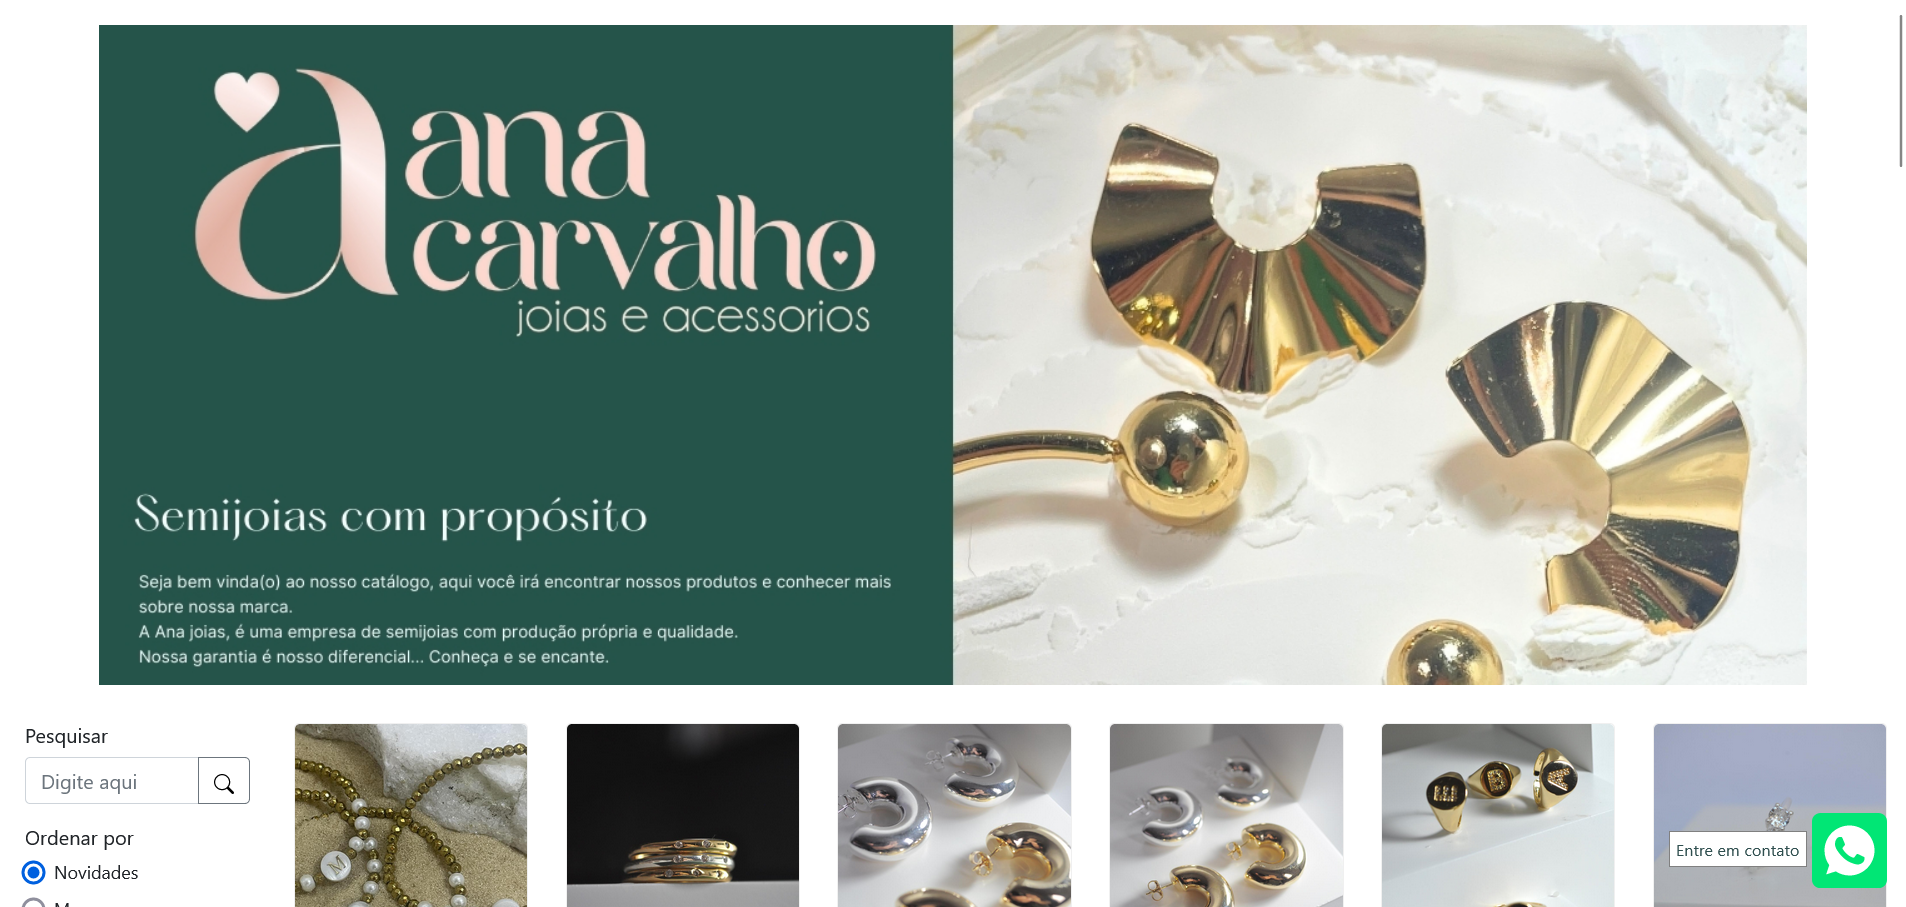 ana
carvalho
joias e acessorios
Semijoias com propósito
Seja bem vinda(o) ao nosso catálogo, aqui você irá encontrar nossos produtos e conhecer mais
sobre nossa marca.
A Ana joias, é uma empresa de semijoias com produção própria e qualidade.
Nossa garantia é nosso diferencial... Conheça e se encante.
Pesquisar
Digite aqui
Ordenar por
Novidades
M
B
Entre em contato